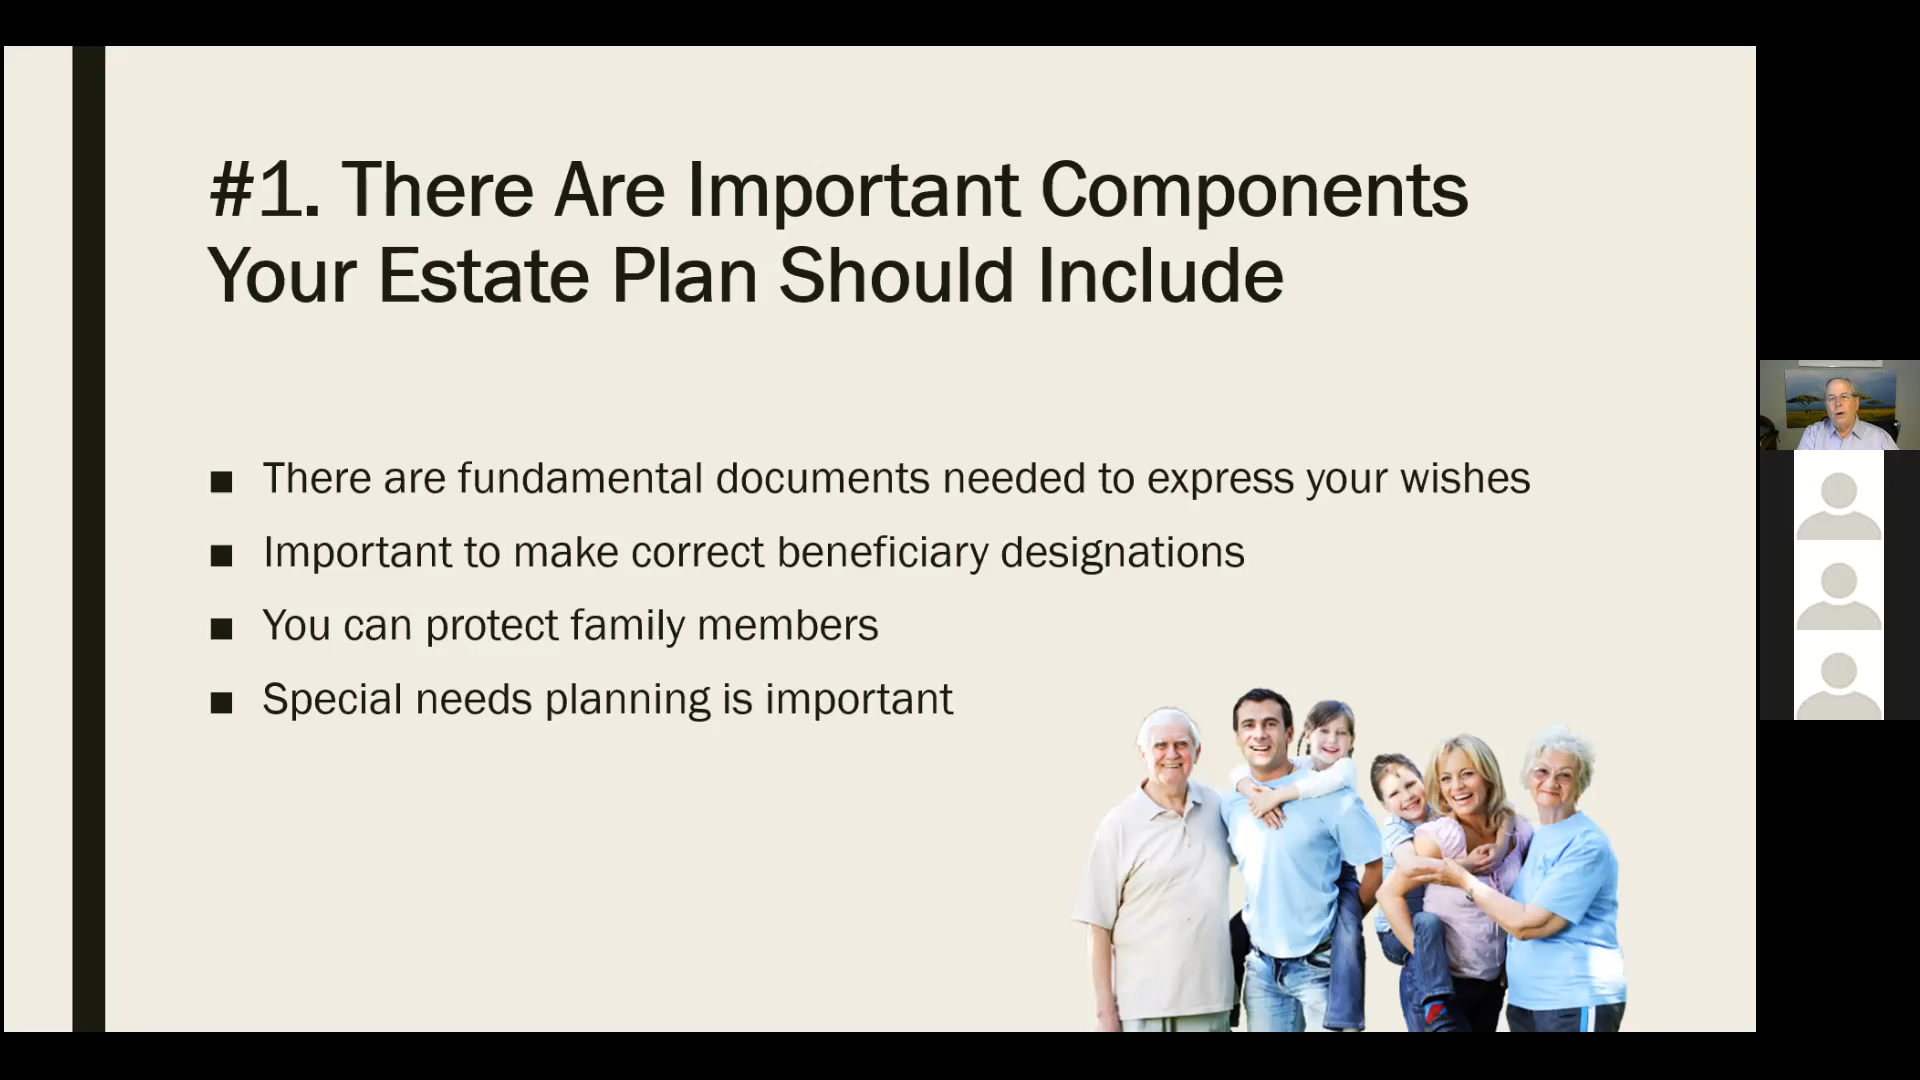 #1. There Are Important Components
Your Estate Plan Should Include
■ There are fundamental documents needed to express your wishes
■ Important to make correct beneficiary designations
■ You can protect family members
■ Special needs planning is important